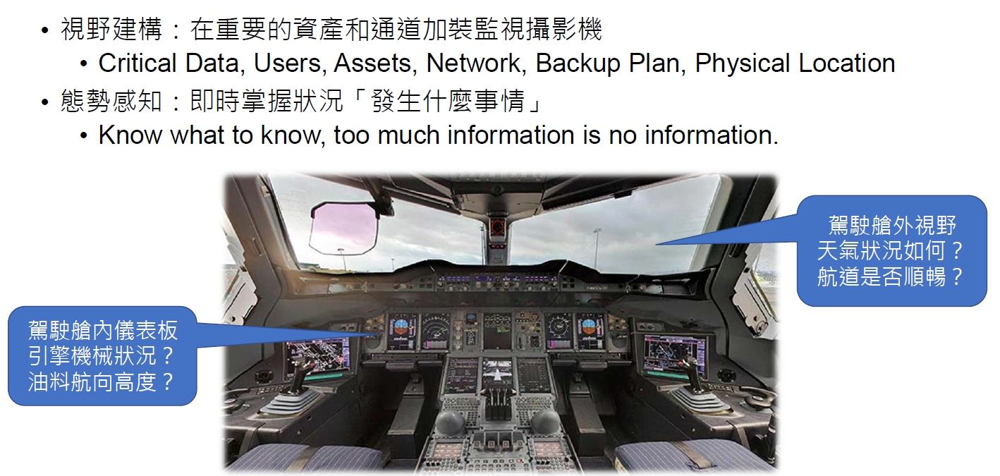 • 視野建構：在重要的資產和通道加裝監視攝影機
• Critical Data, Users, Assets, Network, Backup Plan, Physical Location
• 態勢感知：即時掌握狀況「發生什麼事情」
• Know what to know, too much information is no information.
駕駛艙外視野
天氣狀況如何？
航道是否順暢？
駕駛艙內儀表板
引擎機械狀況？
油料航向高度？